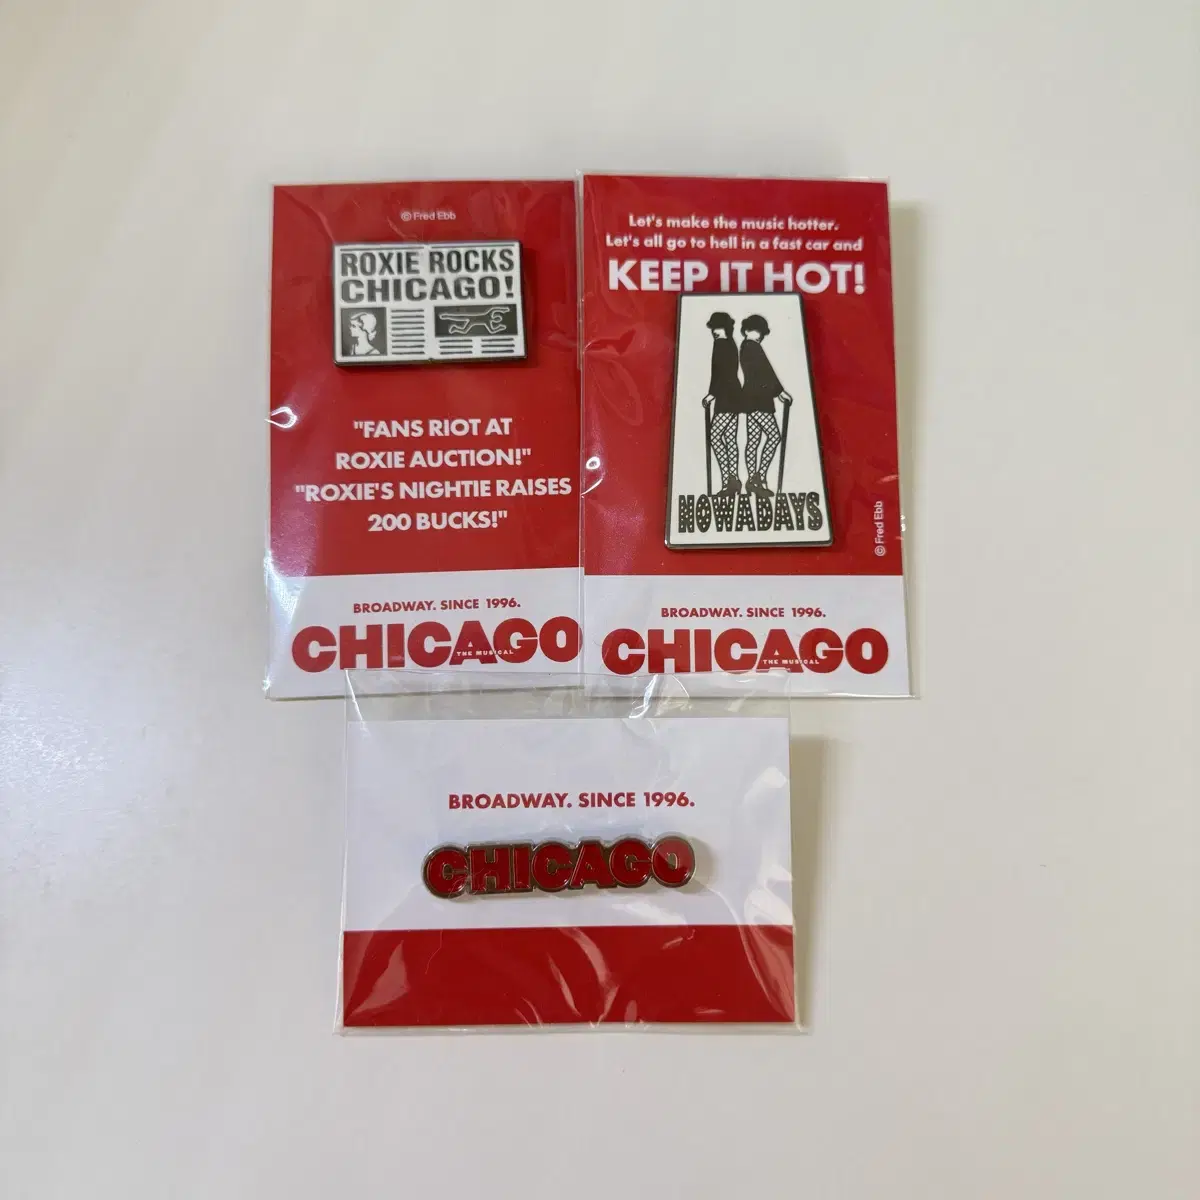 © Fred Ebb
ROXIE ROCKS
CHICAGO!
"FANS RIOT AT
ROXIE AUCTION!"
"ROXIE'S NIGHTIE RAISES
200 BUCKS!"
BROADWAY. SINCE 1996.
CHICAGO
THE MUSICAL
Let's make the music hotter.
Let's all go to hell in a fast car and
KEEP IT HOT!
NOWADAYS
© Fred Ebb
BROADWAY. SINCE 1996.
CHICAGO
THE MUSICAL
BROADWAY. SINCE 1996.
CHICAGO